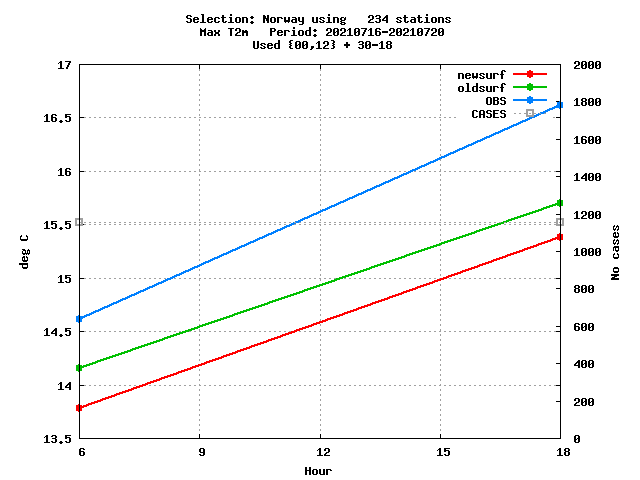 Selection: Norway using   234 stations
Max T2m   Period: 20210716-20210720
Used {00,12} + 30-18
17
16.5
16
15.5
15
14.5
14
13.5
deg C
newsurf
oldsurf
OBS
CASES
2000
1800
1600
1400
1200
1000
800
600
400
200
0
No cases
6
9
12
15
18
Hour